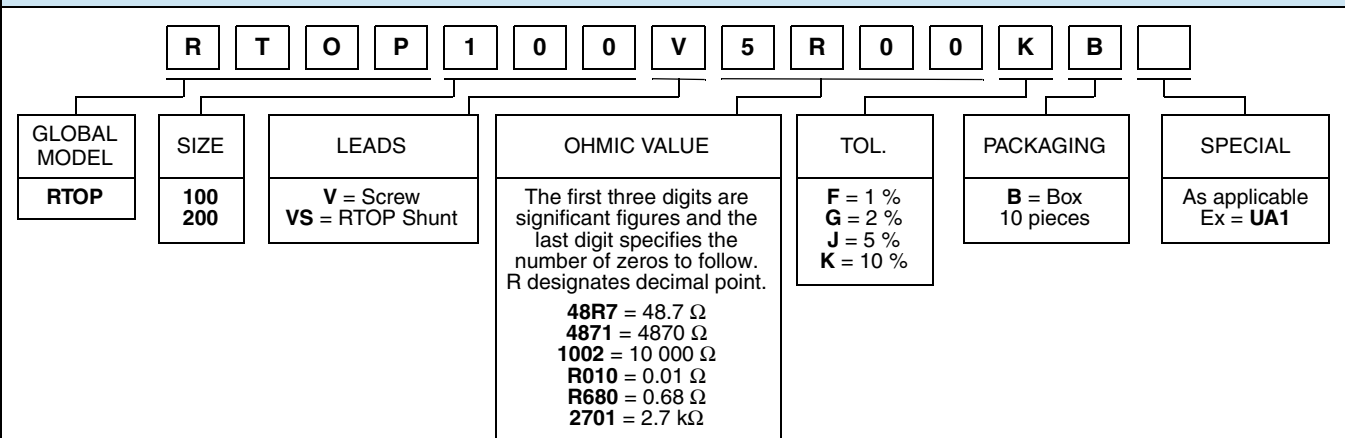 R T O P 1 0 0 V 5 R 0 0 K B
GLOBAL
MODEL
RTOP
SIZE
100
200
LEADS
V = Screw
VS = RTOP Shunt
OHMIC VALUE
The first three digits are
significant figures and the
last digit specifies the
number of zeros to follow.
R designates decimal point.
48R7 = 48.7 Ω
4871 = 4870 Ω
1002 = 10 000 Ω
R010 = 0.01 Ω
R680 = 0.68 Ω
2701 = 2.7 kΩ
TOL.
F = 1 %
G = 2 %
J = 5 %
K = 10 %
PACKAGING
B = Box
10 pieces
SPECIAL
As applicable
Ex = UA1